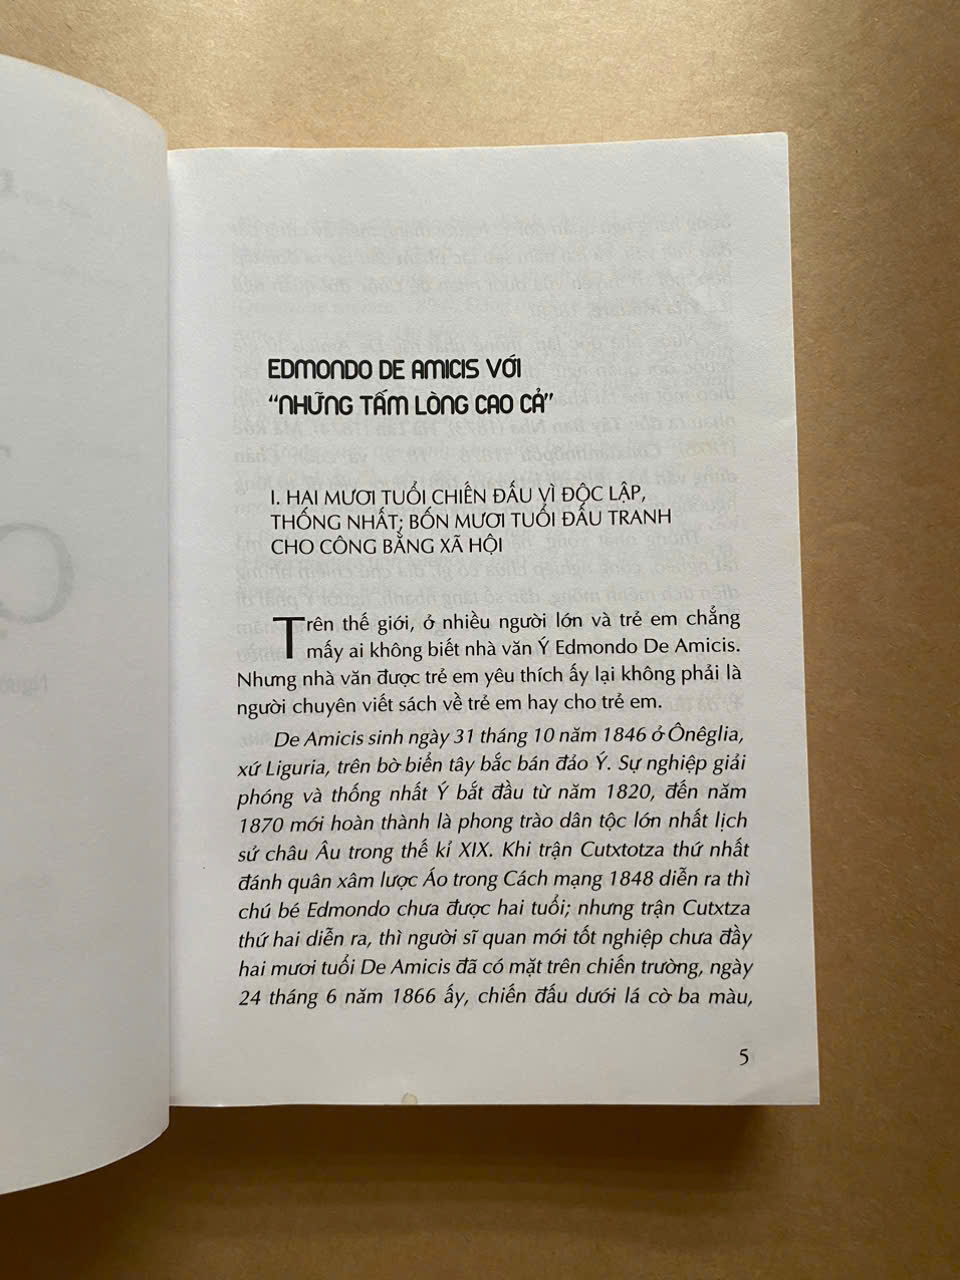 EDMONDO DE AMICIS VỚI
“NHỮNG TẤM LÒNG CAO CẢ”
I. HAI MƯƠI TUỔI CHIẾN ĐẤU VÌ ĐỘC LẬP,
THỐNG NHẤT; BỐN MƯƠI TUỔI ĐẤU TRANH
CHO CÔNG BẰNG XÃ HỘI
Trên thế giới, ở nhiều người lớn và trẻ em chẳng
mấy ai không biết nhà văn Ý Edmondo De Amicis.
Nhưng nhà văn được trẻ em yêu thích ấy lại không phải là
người chuyên viết sách về trẻ em hay cho trẻ em.
De Amicis sinh ngày 31 tháng 10 năm 1846 ở Ônêglia,
xứ Liguria, trên bờ biển tây bắc bán đảo Ý. Sự nghiệp giải
phóng và thống nhất Ý bắt đầu từ năm 1820, đến năm
1870 mới hoàn thành là phong trào dân tộc lớn nhất lịch
sử châu Âu trong thế kỉ XIX. Khi trận Cutxtotza thứ nhất
đánh quân xâm lược Áo trong Cách mạng 1848 diễn ra thì
chú bé Edmondo chưa được hai tuổi; nhưng trận Cutxtza
thứ hai diễn ra, thì người sĩ quan mới tốt nghiệp chưa đầy
hai mươi tuổi De Amicis đã có mặt trên chiến trường, ngày
24 tháng 6 năm 1866 ấy, chiến đấu dưới lá cờ ba màu,
5